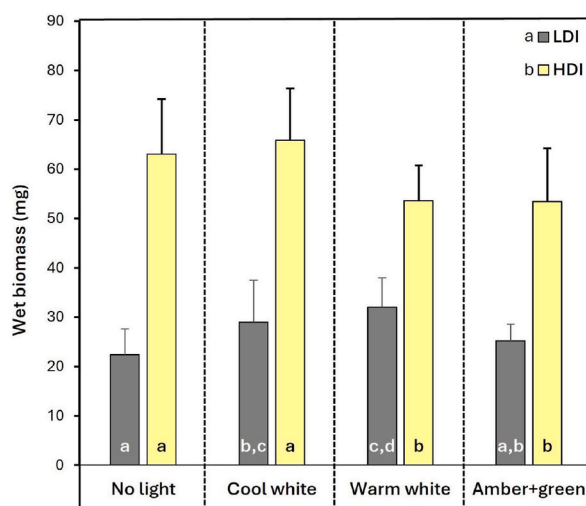 90
80
70
60
50
40
30
20
10
0
Wet biomass (mg)
a LDI
b HDI
a a b,c a c,d b a,b b
No light Cool white Warm white Amber+green